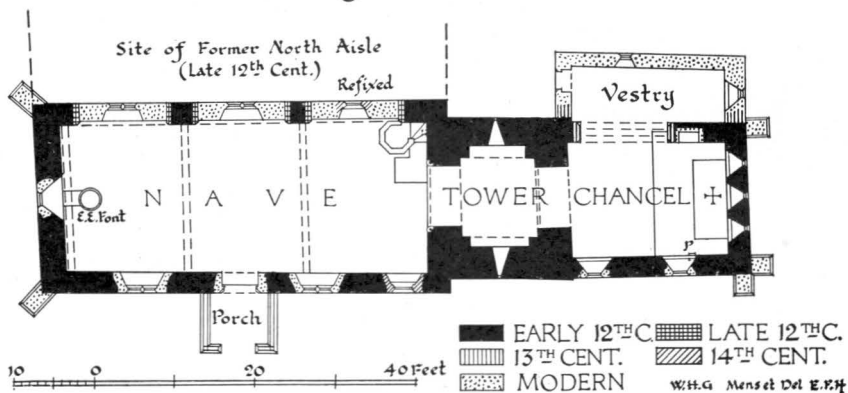 Site of Former North Aisle
(Late 12th Cent.)
Refixed
Vestry
NAVE
TOWER
CHANCEL
E.E. Font
P
Porch
EARLY 12TH C.
LATE 12TH C.
13TH CENT.
14TH CENT.
MODERN
10 0 20 40 Feet
W.H.G Mens et Del E.F.H